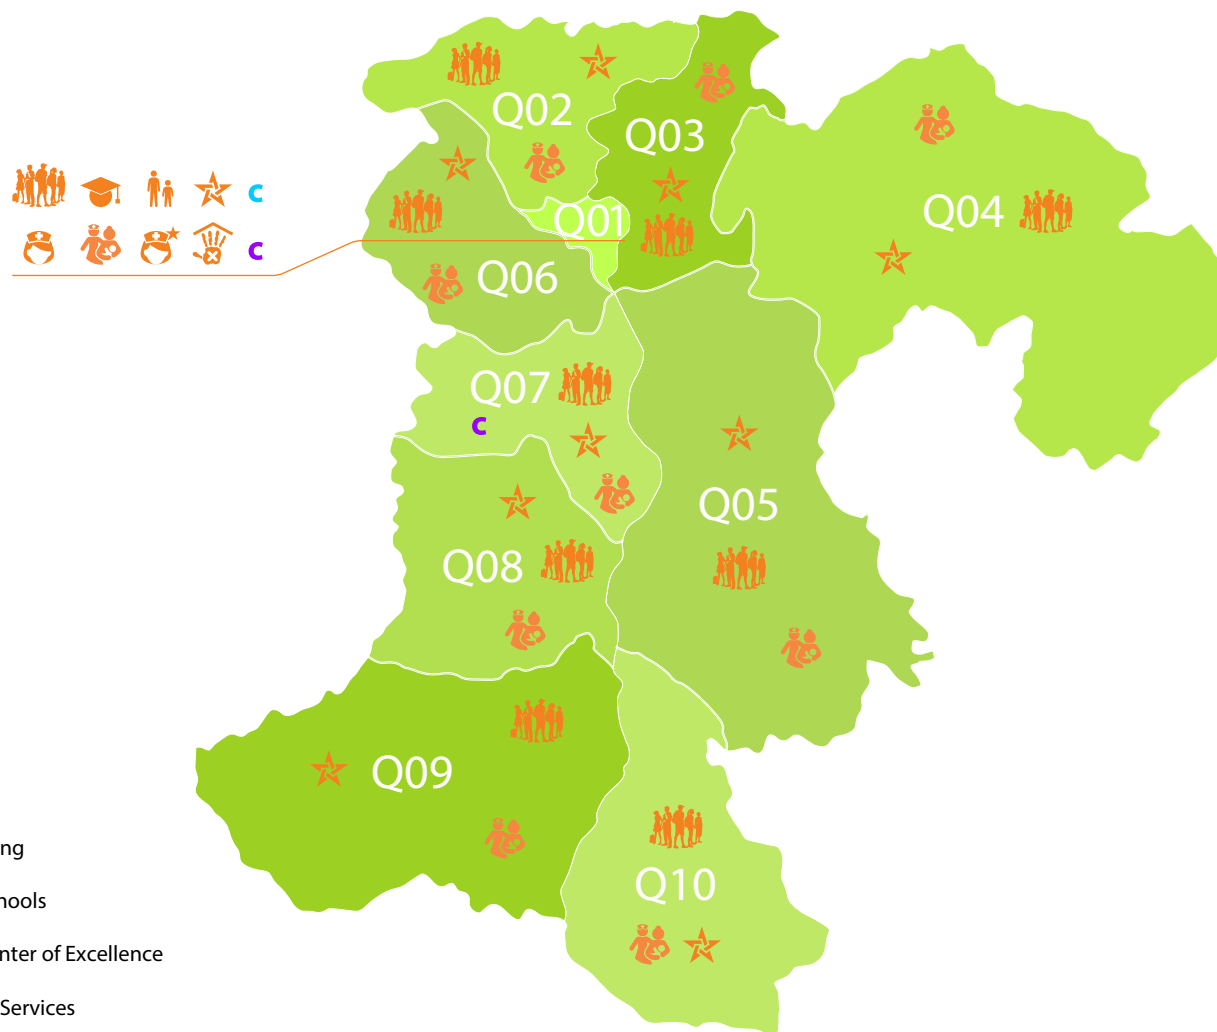 Q02
Q03
C
Q01
Q04
C
Q06
Q07
C
Q05
Q08
Q09
ng
hools
nter of Excellence
Services
Q10